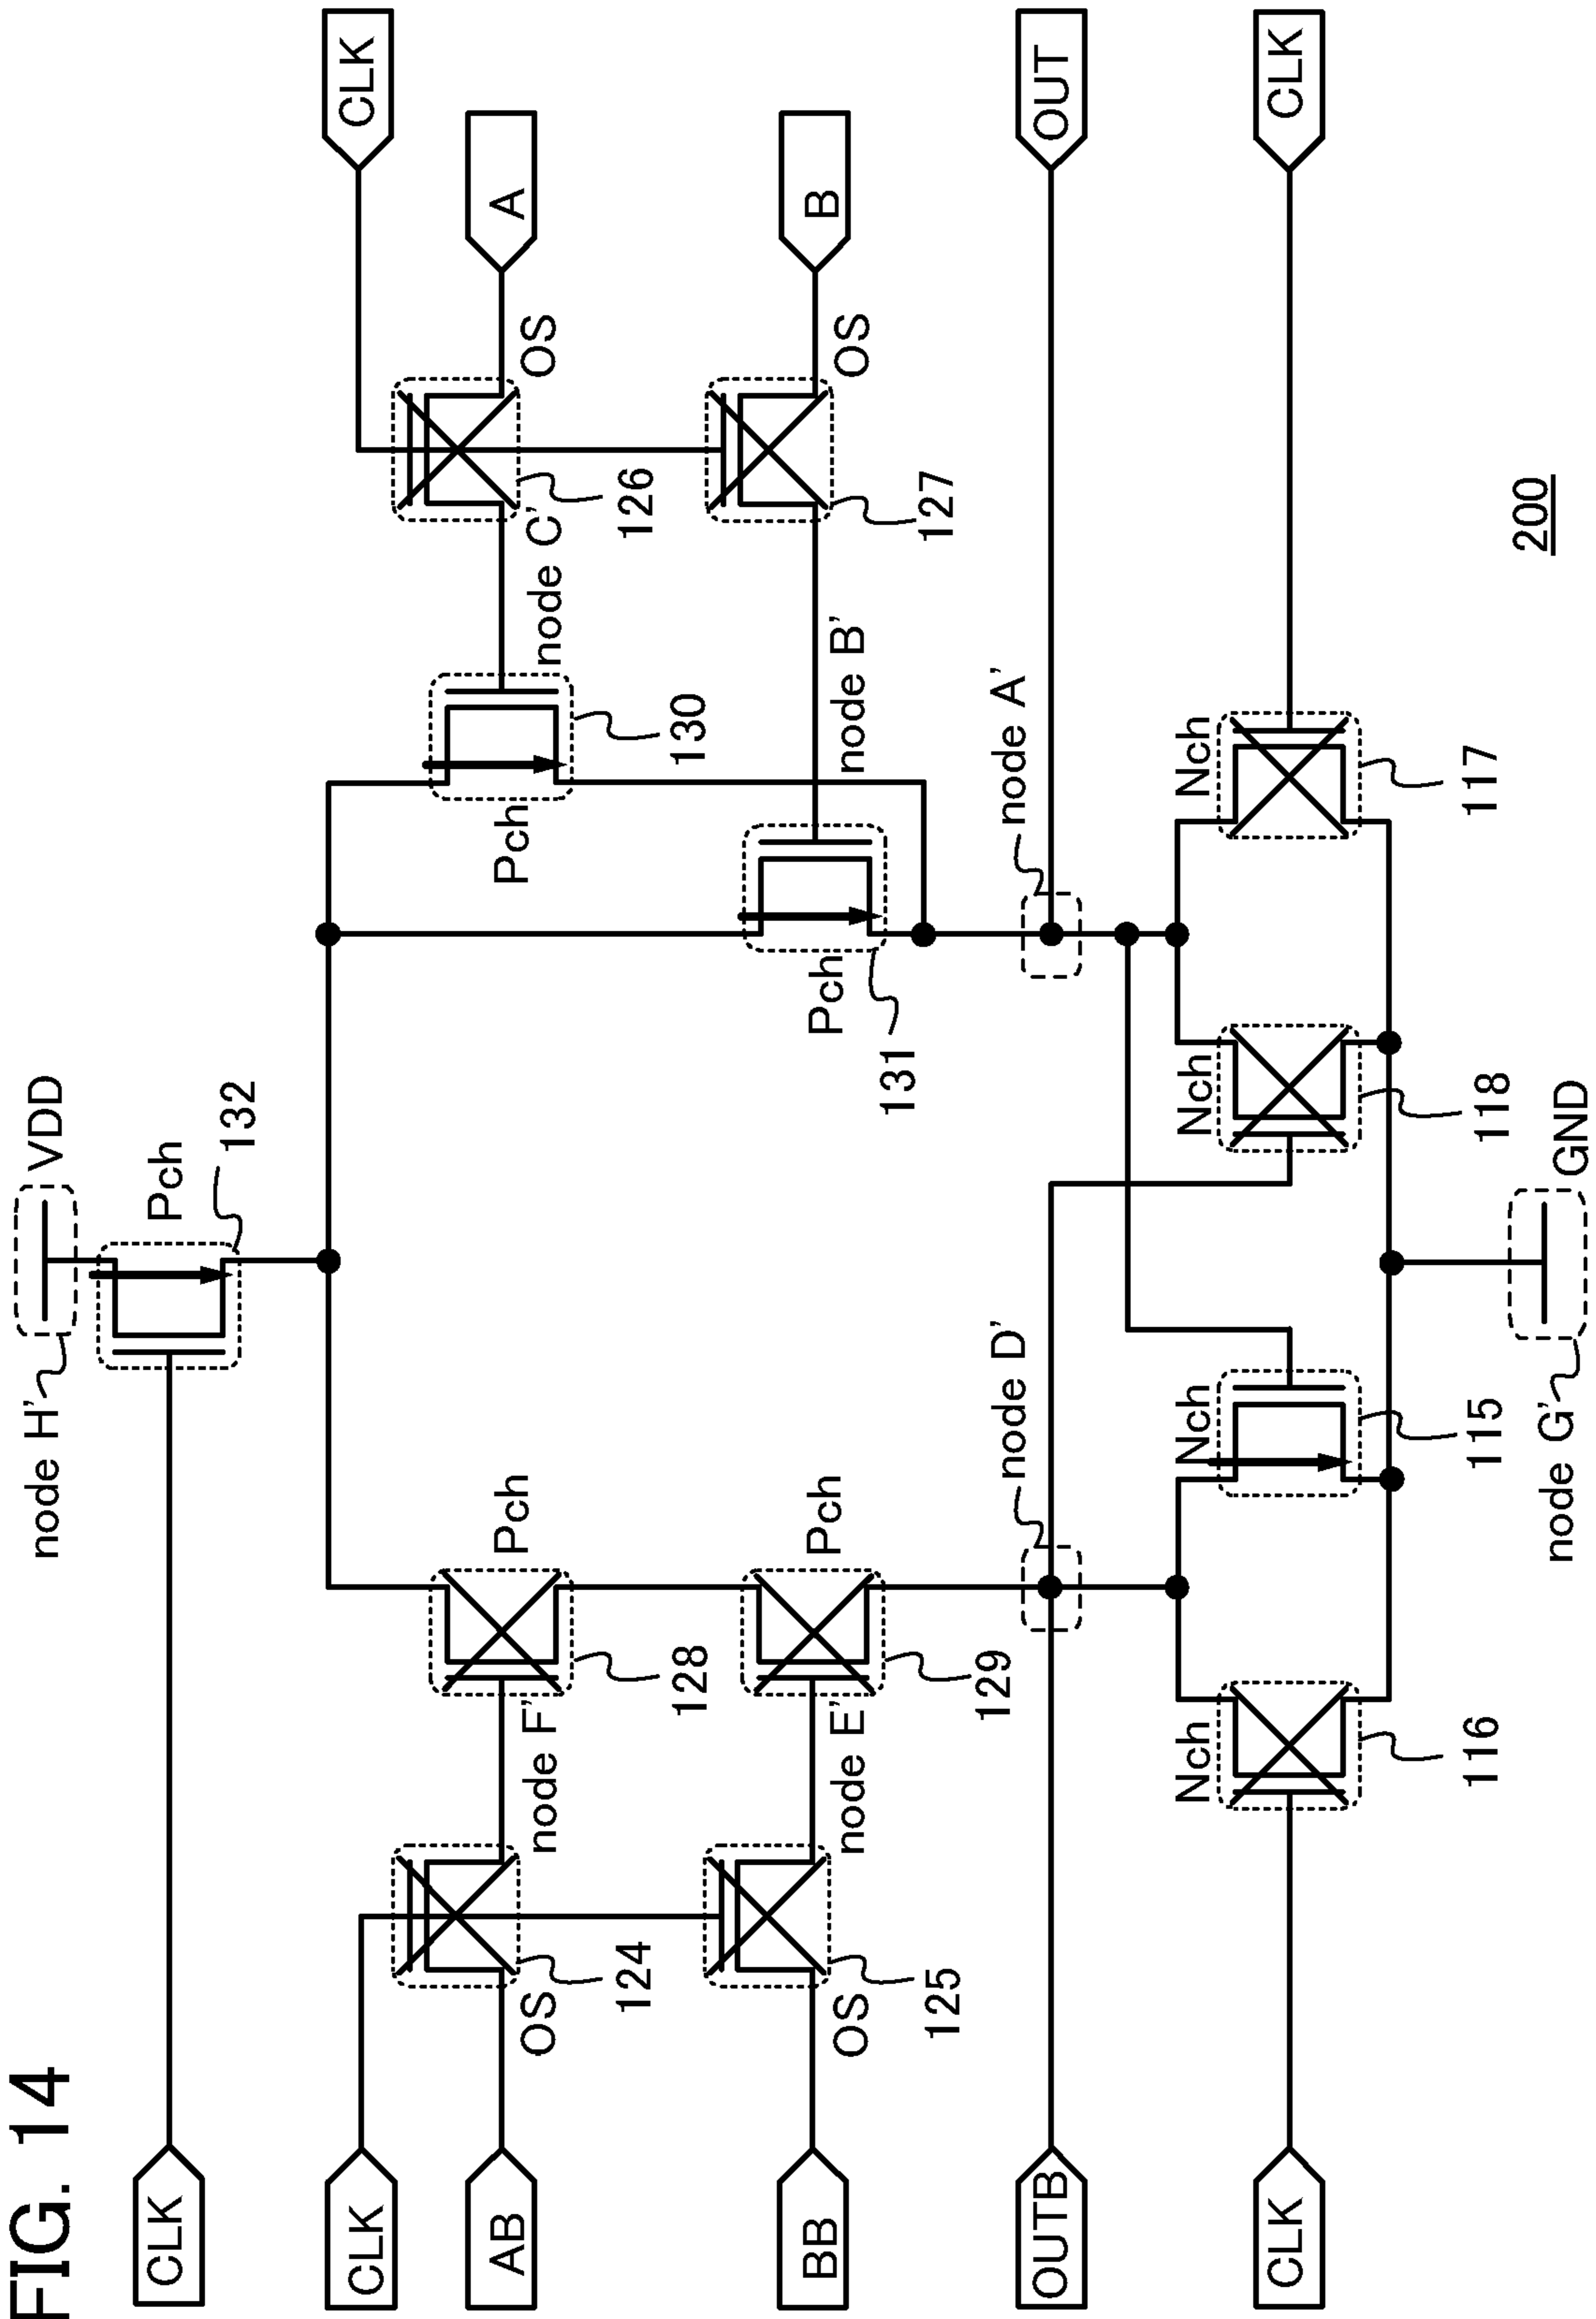 FIG. 14
node H'
VDD
CLK
Pch
132
CLK
CLK
AB
OS
124
node F'
128
Pch
Pch
130
node C'
126
OS
A
BB
OS
125
node E'
129
Pch
Pch
131
node B'
127
OS
B
OUTB
node D'
node A'
OUT
CLK
Nch
116
Nch
115
Nch
118
Nch
117
CLK
node G'
GND
200